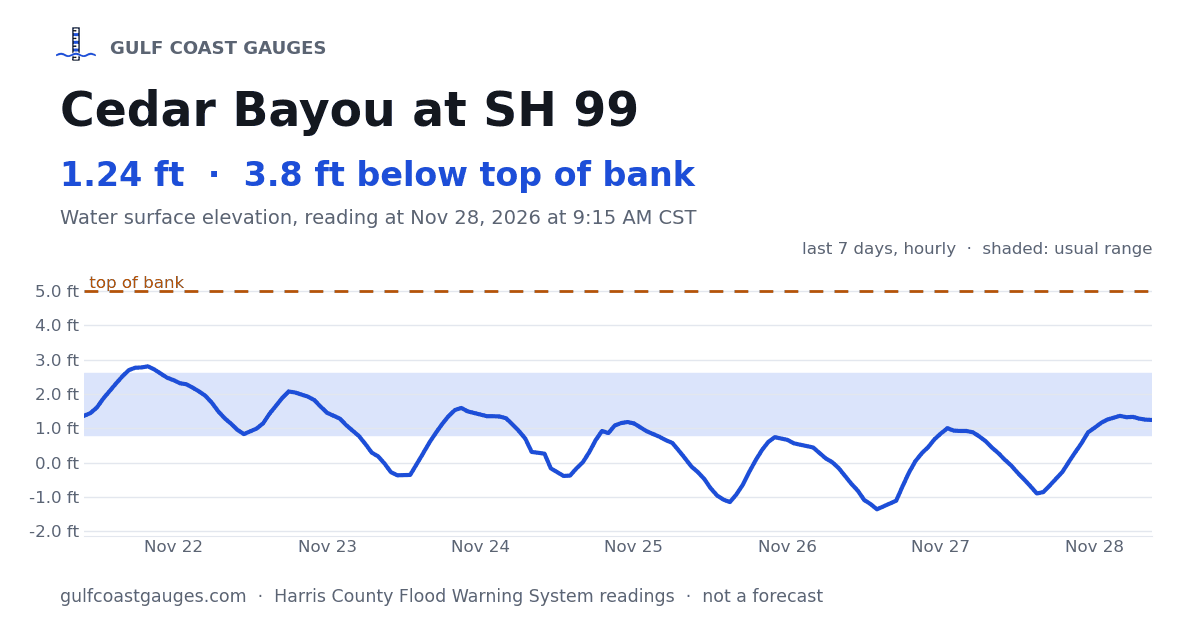 GULF COAST GAUGES
Cedar Bayou at SH 99
1.24 ft · 3.8 ft below top of bank
Water surface elevation, reading at Nov 28, 2026 at 9:15 AM CST
last 7 days, hourly · shaded: usual range
top of bank
5.0 ft
4.0 ft
3.0 ft
2.0 ft
1.0 ft
0.0 ft
-1.0 ft
-2.0 ft
Nov 22 Nov 23 Nov 24 Nov 25 Nov 26 Nov 27 Nov 28
gulfcoastgauges.com · Harris County Flood Warning System readings · not a forecast